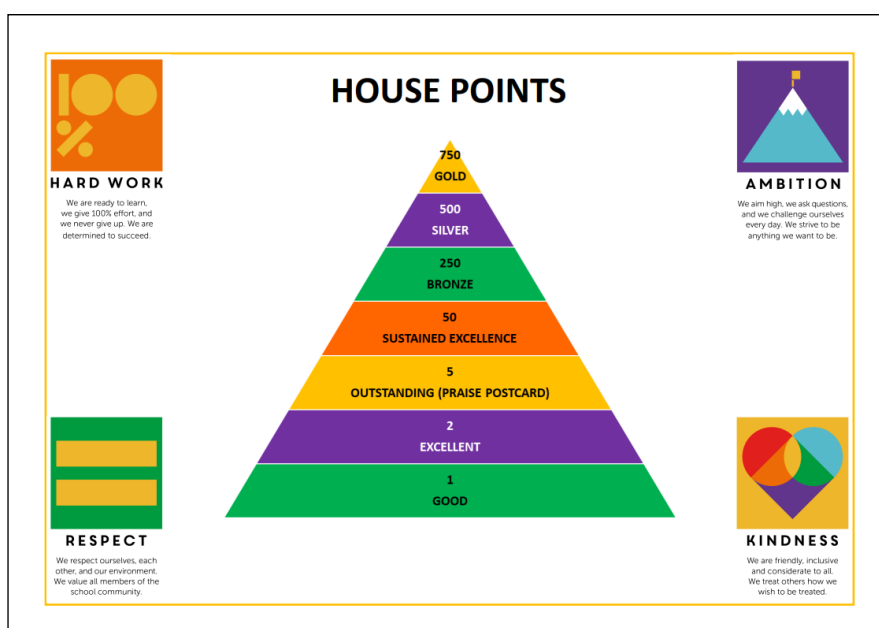 HOUSE POINTS
100
%
HARD WORK
We are ready to learn,
we give 100% effort, and
we never give up. We are
determined to succeed.
AMBITION
We aim high, we ask questions,
and we challenge ourselves
every day. We strive to be
anything we want to be.
750
GOLD
500
SILVER
250
BRONZE
50
SUSTAINED EXCELLENCE
5
OUTSTANDING (PRAISE POSTCARD)
2
EXCELLENT
1
GOOD
RESPECT
We respect ourselves, each
other, and our environment.
We value all members of the
school community.
KINDNESS
We are friendly, inclusive
and considerate to all.
We treat others how we
wish to be treated.